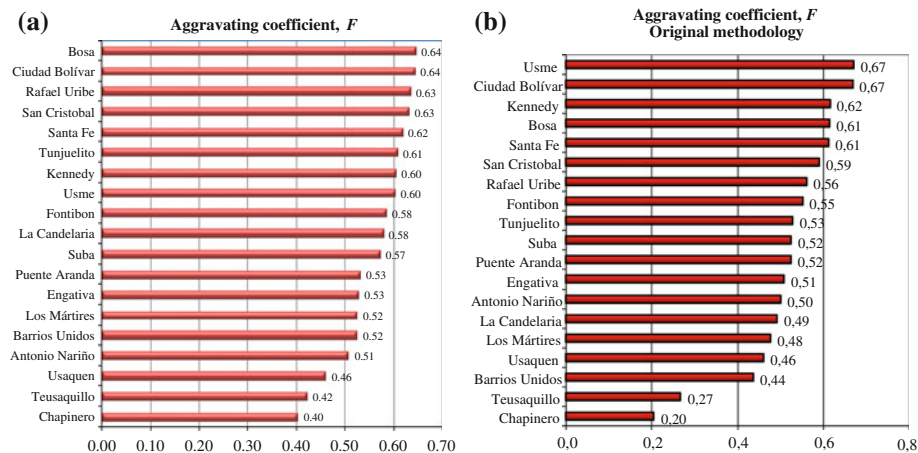 (a)
Aggravating coefficient, F
Bosa 0.64
Ciudad Bolívar 0.64
Rafael Uribe 0.63
San Cristobal 0.63
Santa Fe 0.62
Tunjuelito 0.61
Kennedy 0.60
Usme 0.60
Fontibon 0.58
La Candelaria 0.58
Suba 0.57
Puente Aranda 0.53
Engativa 0.53
Los Mártires 0.52
Barrios Unidos 0.52
Antonio Nariño 0.51
Usaquen 0.46
Teusaquillo 0.42
Chapinero 0.40
0.00 0.10 0.20 0.30 0.40 0.50 0.60 0.70
(b)
Aggravating coefficient, F
Original methodology
Usme 0,67
Ciudad Bolívar 0,67
Kennedy 0,62
Bosa 0,61
Santa Fe 0,61
San Cristobal 0,59
Rafael Uribe 0,56
Fontibon 0,55
Tunjuelito 0,53
Suba 0,52
Puente Aranda 0,52
Engativa 0,51
Antonio Nariño 0,50
La Candelaria 0,49
Los Mártires 0,48
Usaquen 0,46
Barrios Unidos 0,44
Teusaquillo 0,27
Chapinero 0,20
0,0 0,2 0,4 0,6 0,8